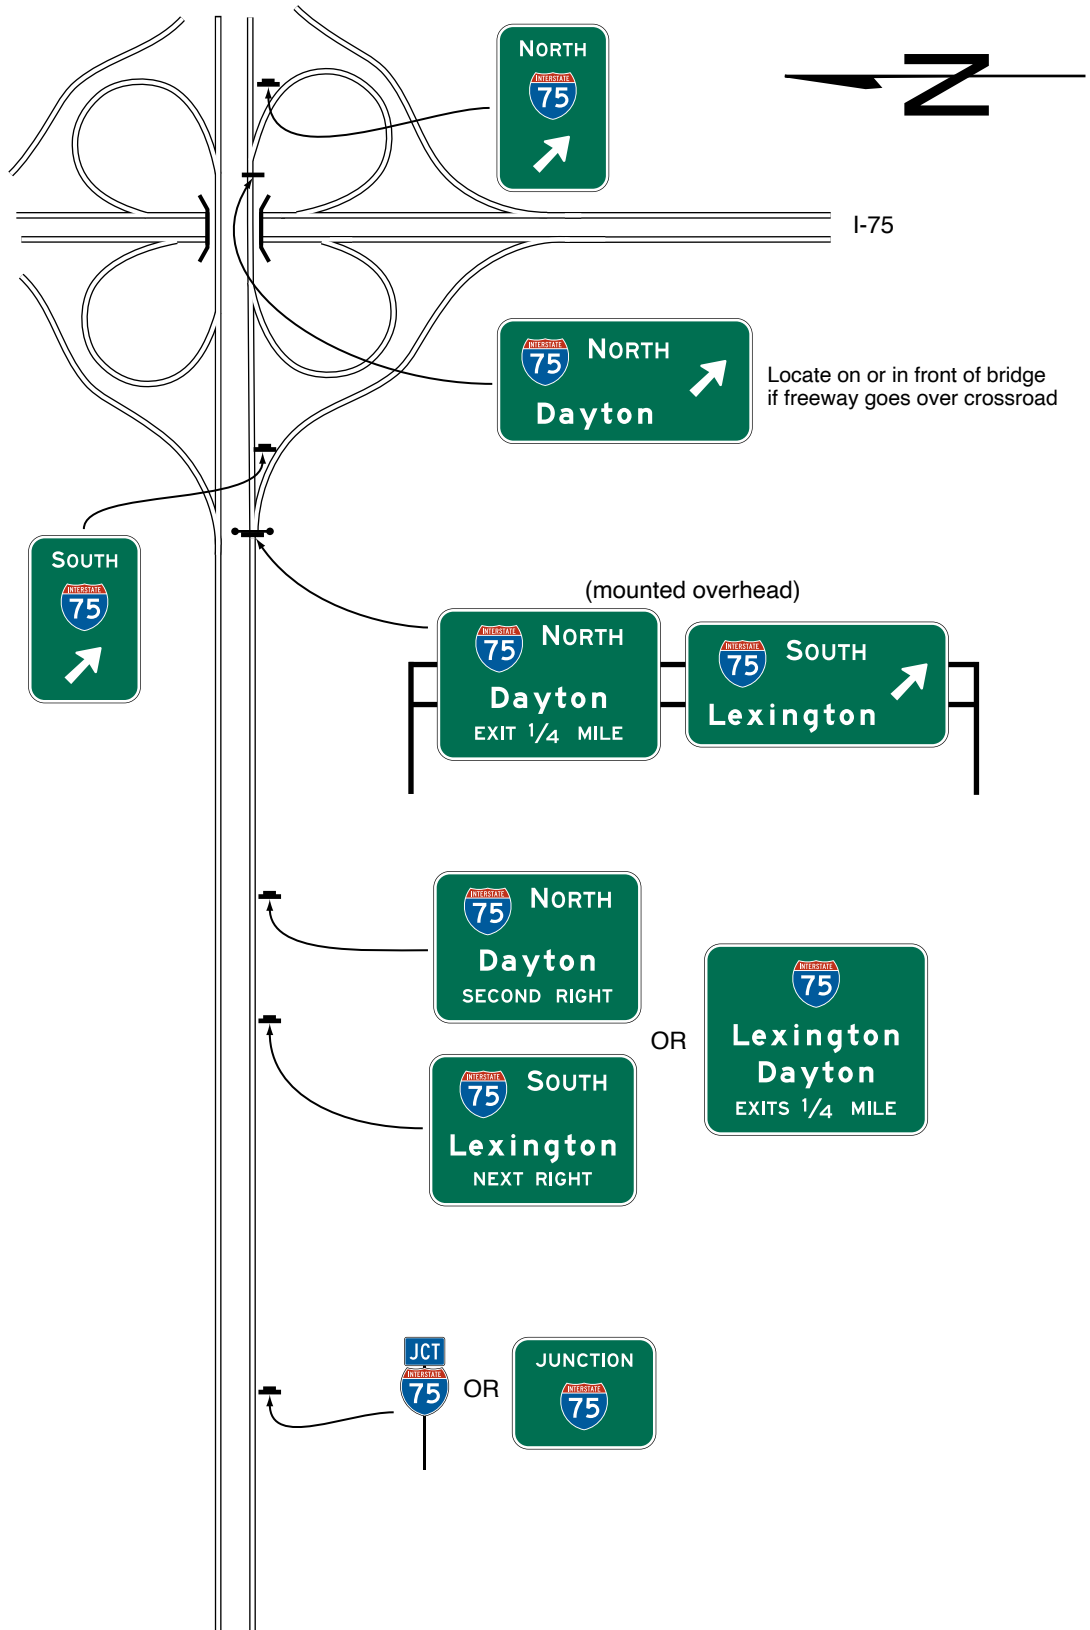 NORTH
INTERSTATE
75
N
I-75
INTERSTATE
75
NORTH
Dayton
Locate on or in front of bridge
if freeway goes over crossroad
SOUTH
INTERSTATE
75
(mounted overhead)
INTERSTATE
75
NORTH
Dayton
EXIT 1/4 MILE
INTERSTATE
75
SOUTH
Lexington
INTERSTATE
75
NORTH
Dayton
SECOND RIGHT
INTERSTATE
75
SOUTH
Lexington
NEXT RIGHT
OR
INTERSTATE
75
Lexington
Dayton
EXITS 1/4 MILE
JCT
INTERSTATE
75
OR
JUNCTION
INTERSTATE
75